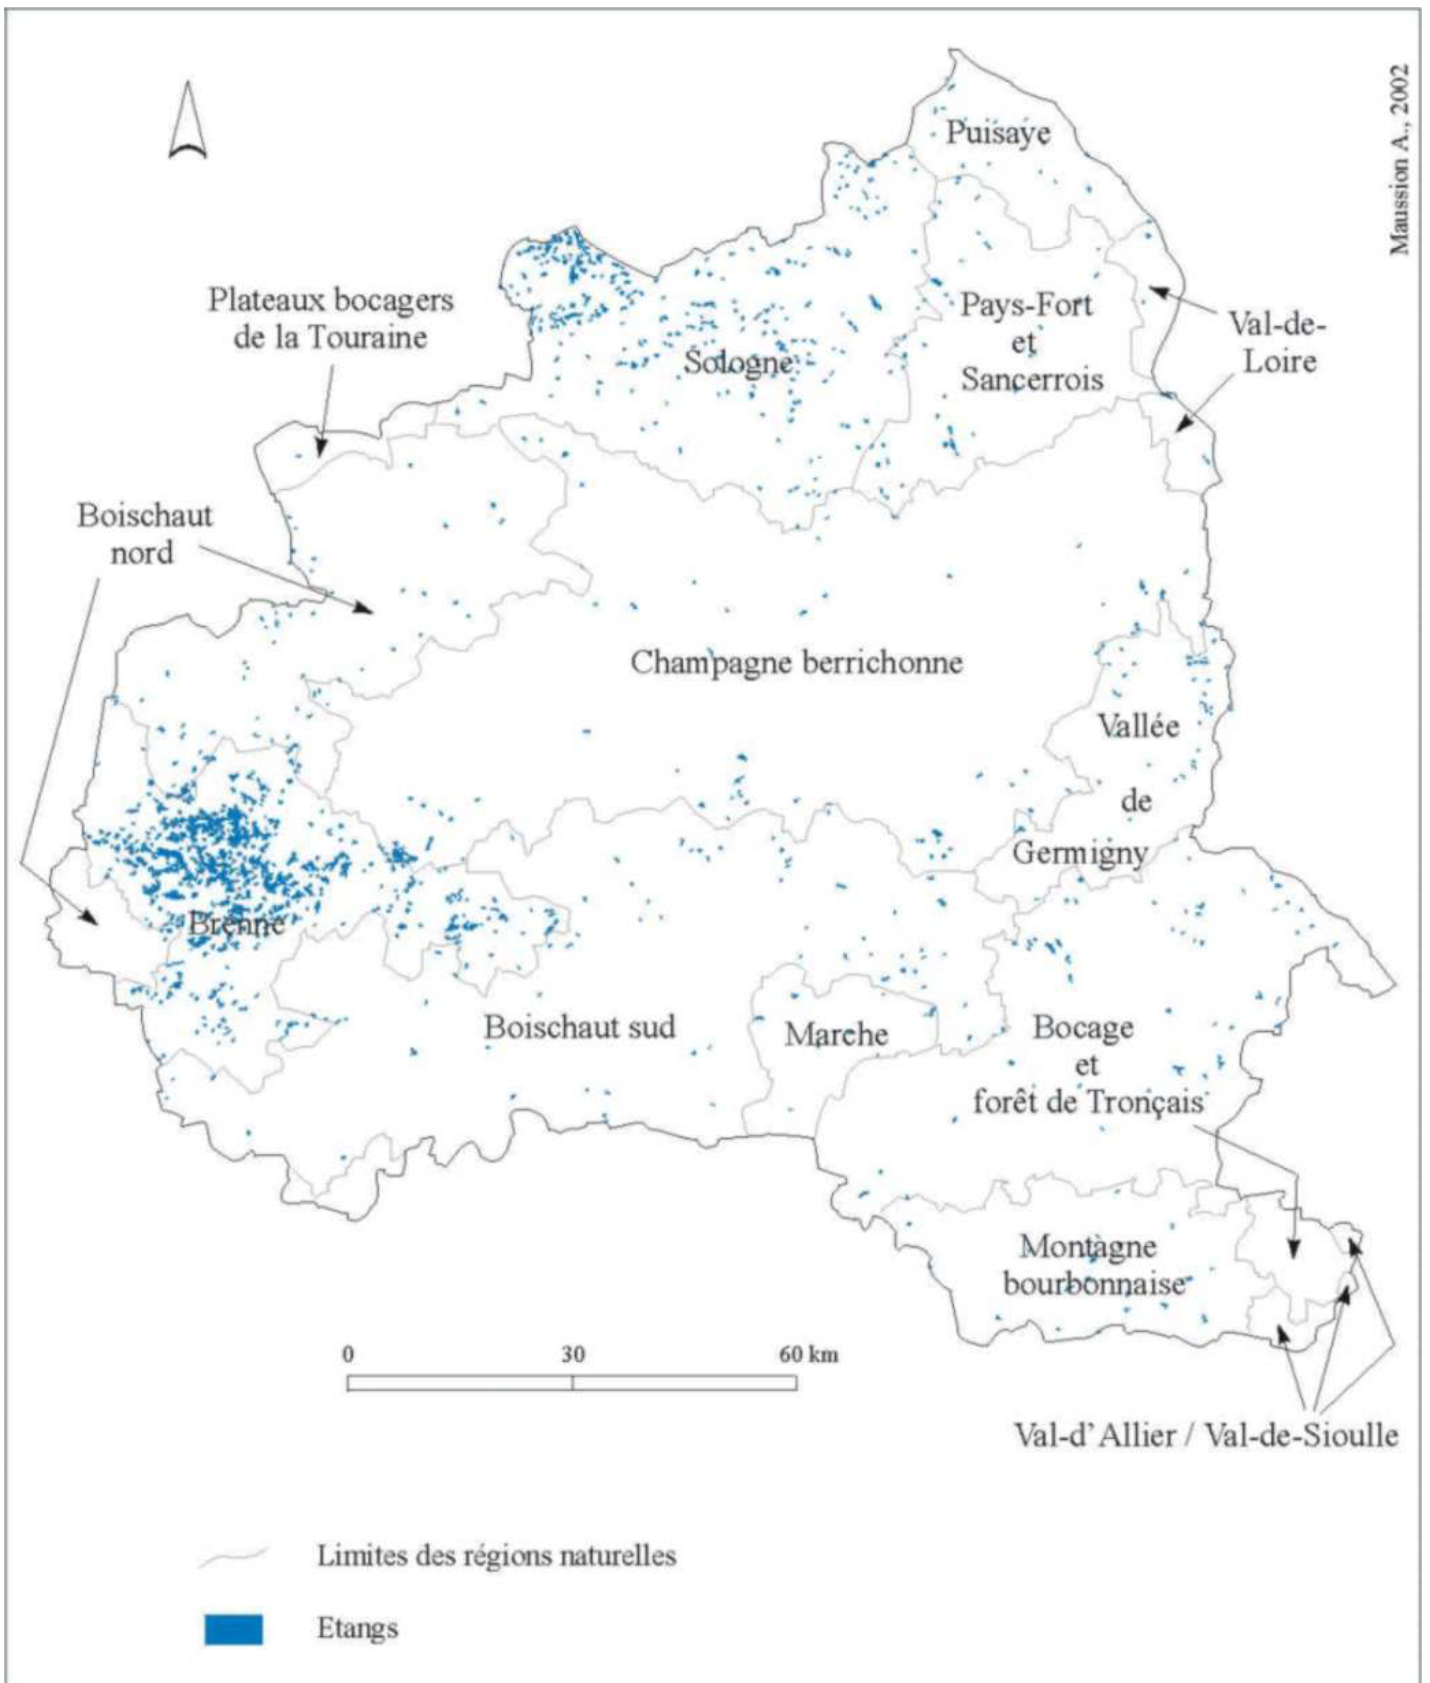 Maussion A., 2002
Puisaye
Plateaux bocagers
de la Touraine
Pays-Fort
et
Sancerrois
Val-de-
Loire
Sologne
Boischaut
nord
Champagne berrichonne
Vallée
de
Germigny
Brenne
Boischaut sud
Marche
Bocage
et
forêt de Tronçais
Montagne
bourbonnaise
0 30 60 km
Val-d'Allier / Val-de-Sioulle
Limites des régions naturelles
Etangs